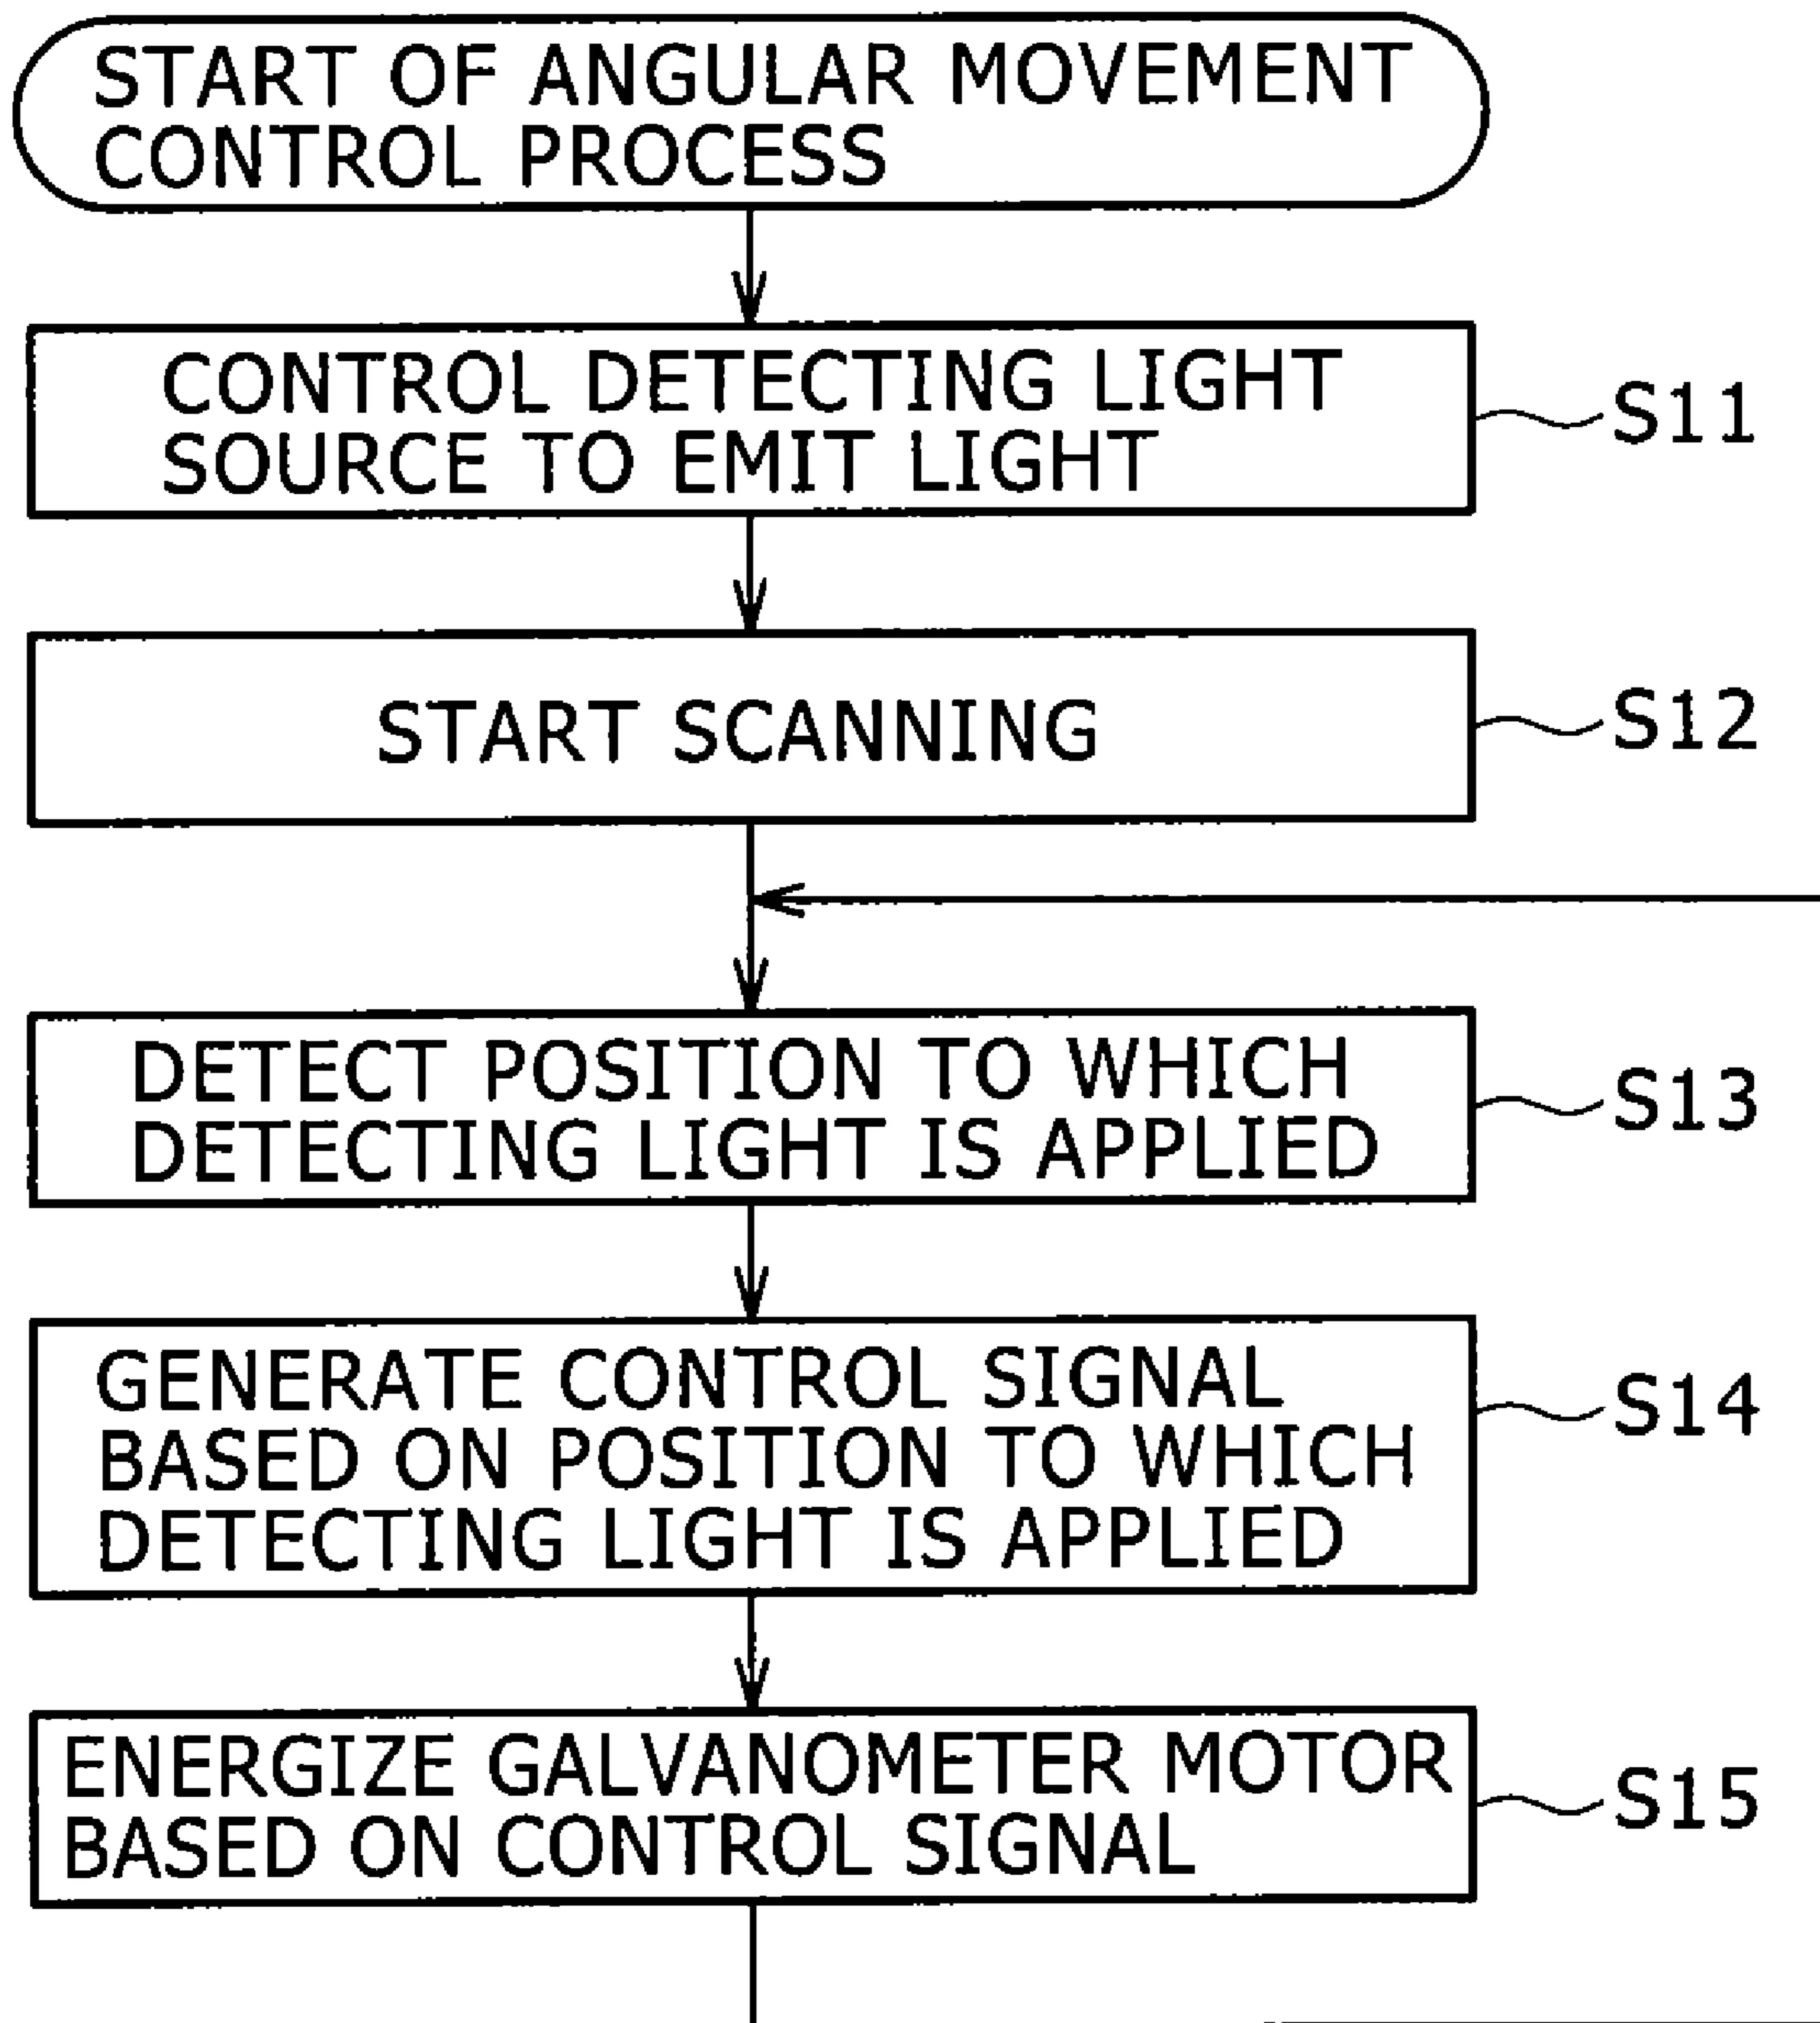 START OF ANGULAR MOVEMENT
CONTROL PROCESS
CONTROL DETECTING LIGHT
SOURCE TO EMIT LIGHT
S11
START SCANNING
S12
DETECT POSITION TO WHICH
DETECTING LIGHT IS APPLIED
S13
GENERATE CONTROL SIGNAL
BASED ON POSITION TO WHICH
DETECTING LIGHT IS APPLIED
S14
ENERGIZE GALVANOMETER MOTOR
BASED ON CONTROL SIGNAL
S15